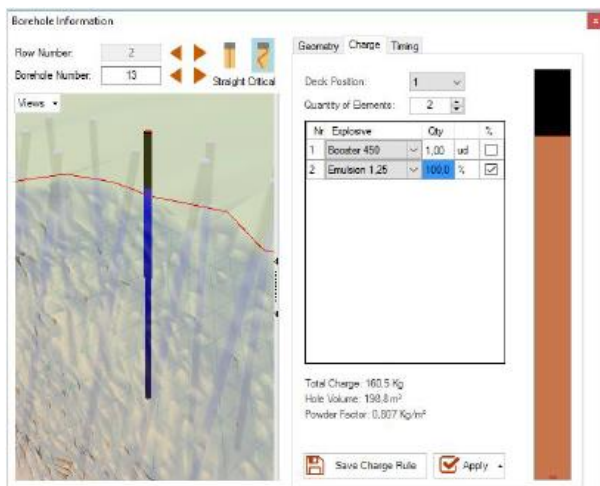 Borehole Information
Row Number: 2
Borehole Number: 13
Straight Critical
Views
Geometry Charge Timing
Deck Position: 1
Quantity of Elements: 2
Nr Explosive Qty %
1 Booster 450 1,00 ud
2 Emulsion 1,25 100,0 %
Total Charge: 160,5 Kg
Hole Volume: 198,8 m³
Powder Factor: 0,807 Kg/m³
Save Charge Rule
Apply